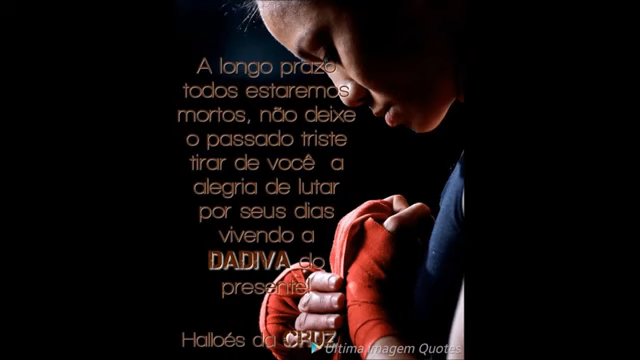 A longo prazo
todos estaremos
mortos, não deixe
o passado triste
tirar de você a
alegria de lutar
por seus dias
vivendo a
DADIVA do
presente!
Halloés da CRUZ
Última imagem Quotes